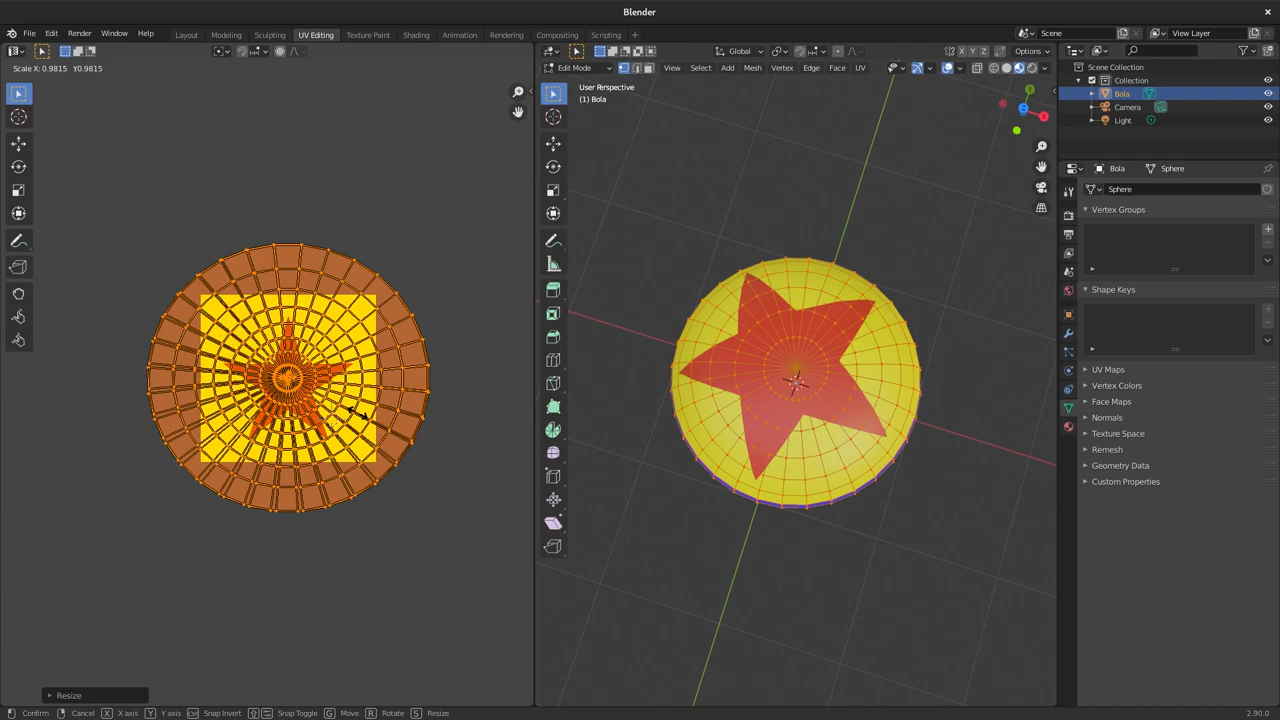 Blender
File Edit Render Window Help
Layout Modeling Sculpting UV Editing Texture Paint Shading Animation Rendering Compositing Scripting
Scene
View Layer
Global
Options
Scale X: 0.9815 Y0.9815
Edit Mode
View Select Add Mesh Vertex Edge Face UV
User Perspective
(1) Bola
X Y Z
Y
Z
X
Scene Collection
Collection
Bola
Camera
Light
Bola Sphere
Sphere
Vertex Groups
Shape Keys
UV Maps
Vertex Colors
Face Maps
Normals
Texture Space
Remesh
Geometry Data
Custom Properties
Resize
Confirm Cancel X X axis Y Y axis Snap Invert Snap Toggle G Move R Rotate S Resize
2.90.0